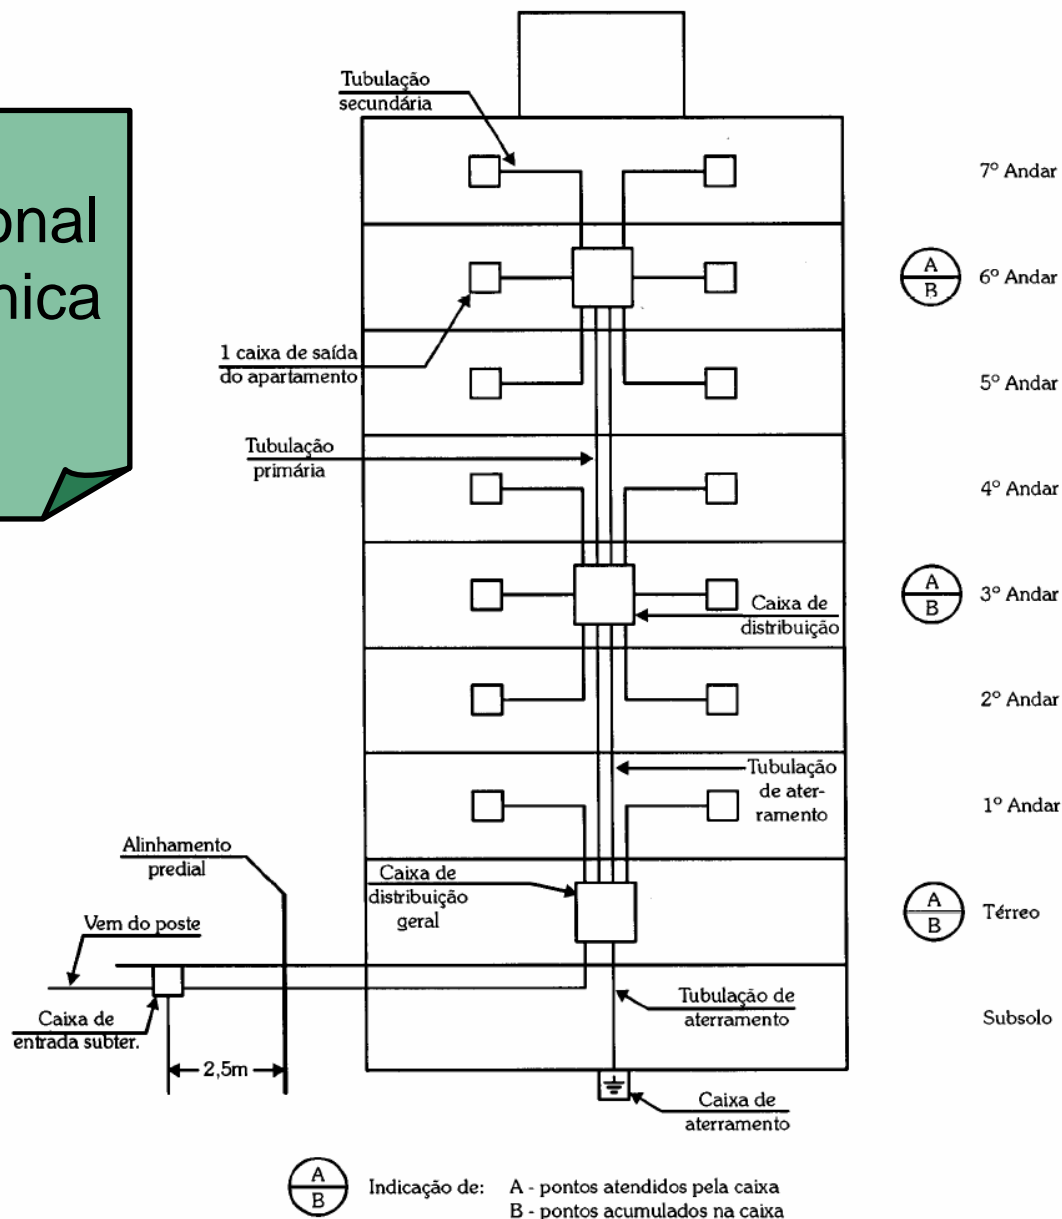 onal
nica
Tubulação
secundária
7º Andar
A
B
6º Andar
1 caixa de saída
do apartamento
5º Andar
Tubulação
primária
4º Andar
A
B
3º Andar
Caixa de
distribuição
2º Andar
Tubulação
de ater-
ramento
1º Andar
Alinhamento
predial
Caixa de
distribuição
geral
A
B
Térreo
Vem do poste
Caixa de
entrada subter.
Tubulação de
aterramento
Subsolo
2,5m
Caixa de
aterramento
A
B
Indicação de: A - pontos atendidos pela caixa
B - pontos acumulados na caixa